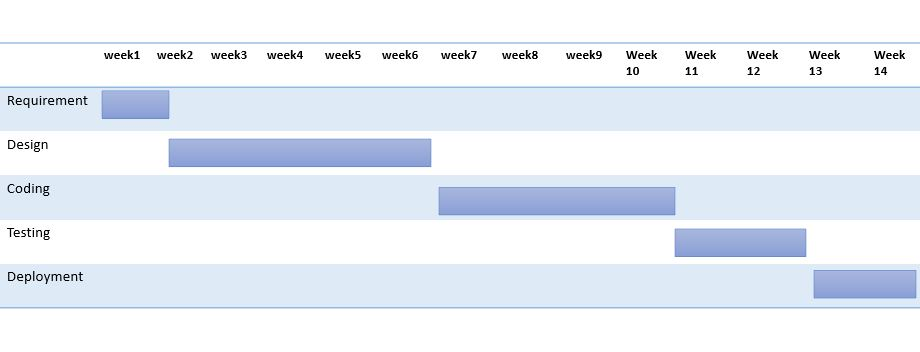 week1 week2 week3 week4 week5 week6 week7 week8 week9 Week 10 Week 11 Week 12 Week 13 Week 14
Requirement
Design
Coding
Testing
Deployment